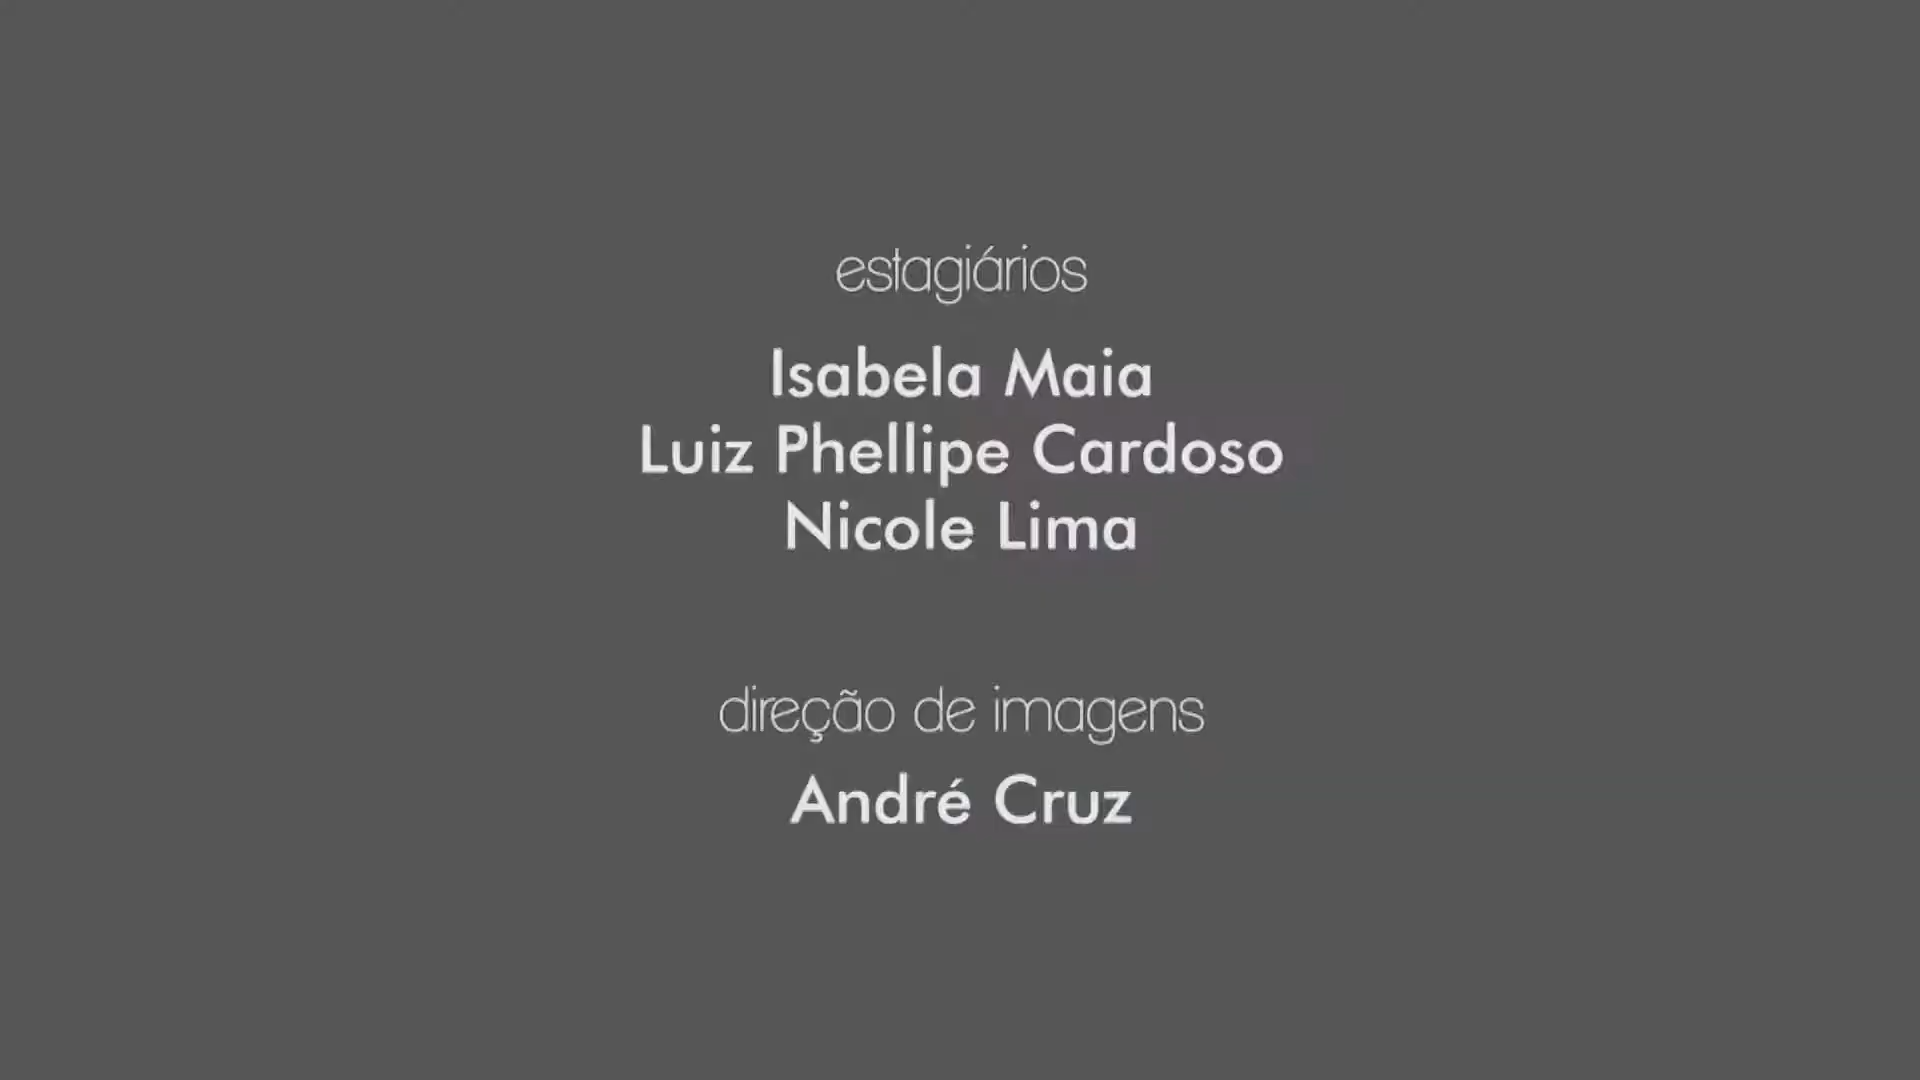 estagiários
Isabela Maia
Luiz Phellipe Cardoso
Nicole Lima
direção de imagens
André Cruz